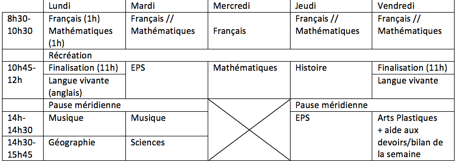 Lundi Mardi Mercredi Jeudi Vendredi
8h30- Français (1h) Français // Français // Français //
10h30 Mathématiques Mathématiques Français Mathématiques Mathématiques
(1h)
Récréation
10h45- Finalisation (11h) EPS Mathématiques Histoire Finalisation (11h)
12h Langue vivante Langue vivante
(anglais)
Pause méridienne Pause méridienne
14h- Musique Musique EPS Arts Plastiques
14h30 + aide aux
14h30- Géographie Sciences devoirs/bilan de
15h45 la semaine